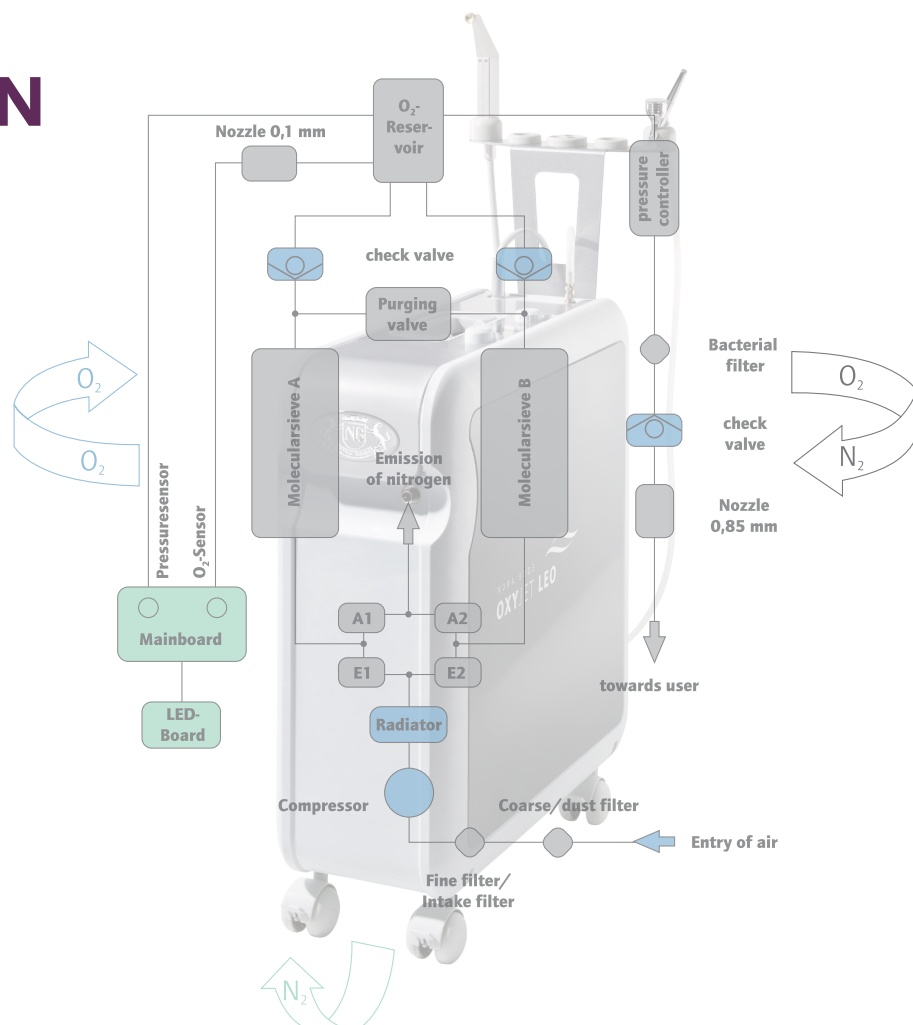 N
O₂-
Reser-
voir
Nozzle 0,1 mm
pressure
controller
check valve
Purging
valve
Molecularsieve A
Molecularsieve B
Bacterial
filter
O₂
O₂
O₂
N₂
check
valve
NG
Emission
of nitrogen
Pressuresensor
O₂-Sensor
Nozzle
0,85 mm
OXYJET LEO
A1
A2
Mainboard
E1
E2
towards user
LED-
Board
Radiator
Compressor
Coarse/dust filter
Entry of air
Fine filter/
Intake filter
N₂